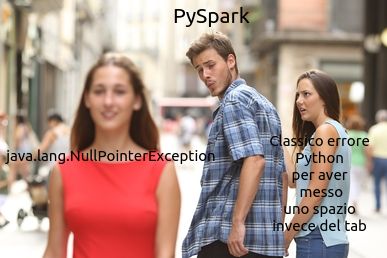 PySpark
java.lang.NullPointerException
Classico errore
Python
per aver
messo
uno spazio
invece del tab